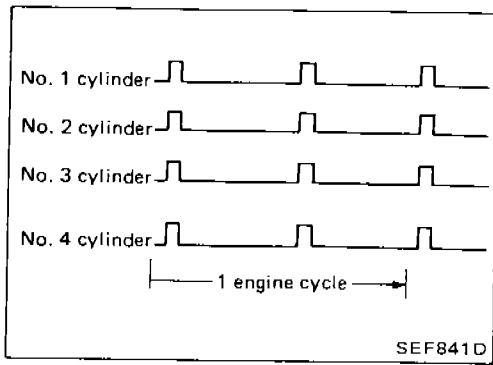 No. 1 cylinder
No. 2 cylinder
No. 3 cylinder
No. 4 cylinder
1 engine cycle
SEF841D